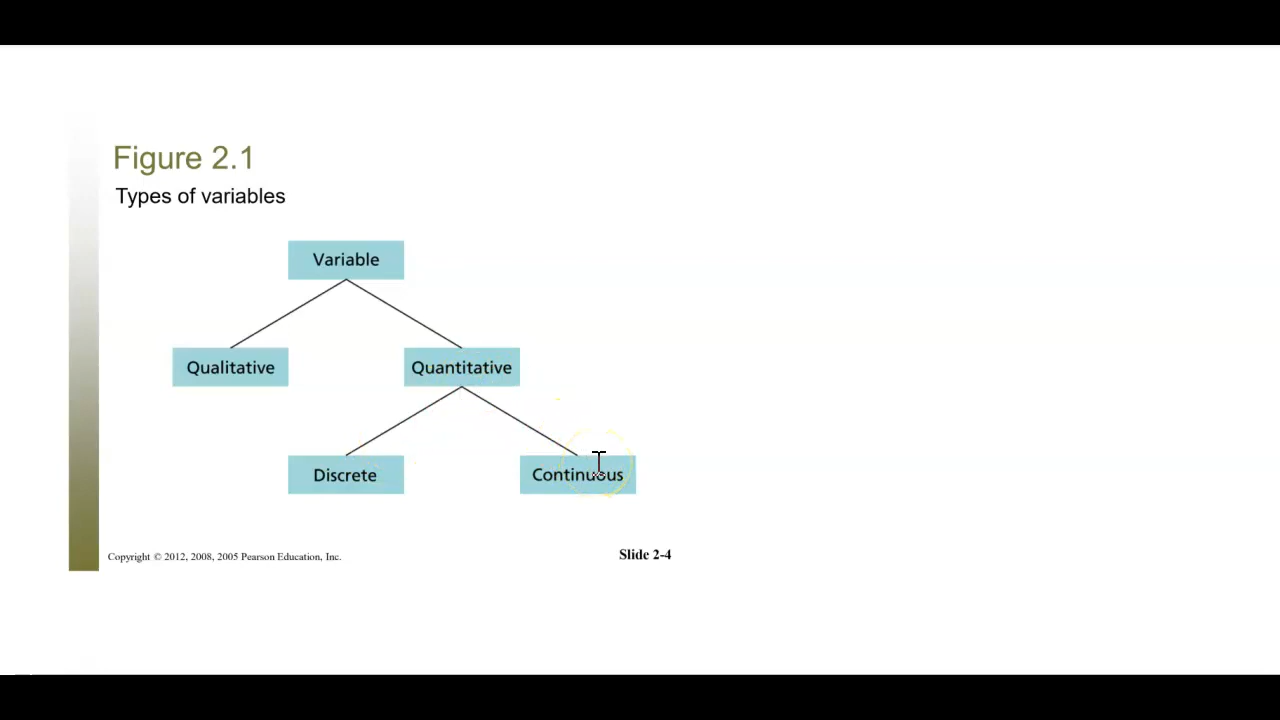 Figure 2.1
Types of variables
Variable
Qualitative
Quantitative
Discrete
Continuous
Copyright © 2012, 2008, 2005 Pearson Education, Inc.
Slide 2-4